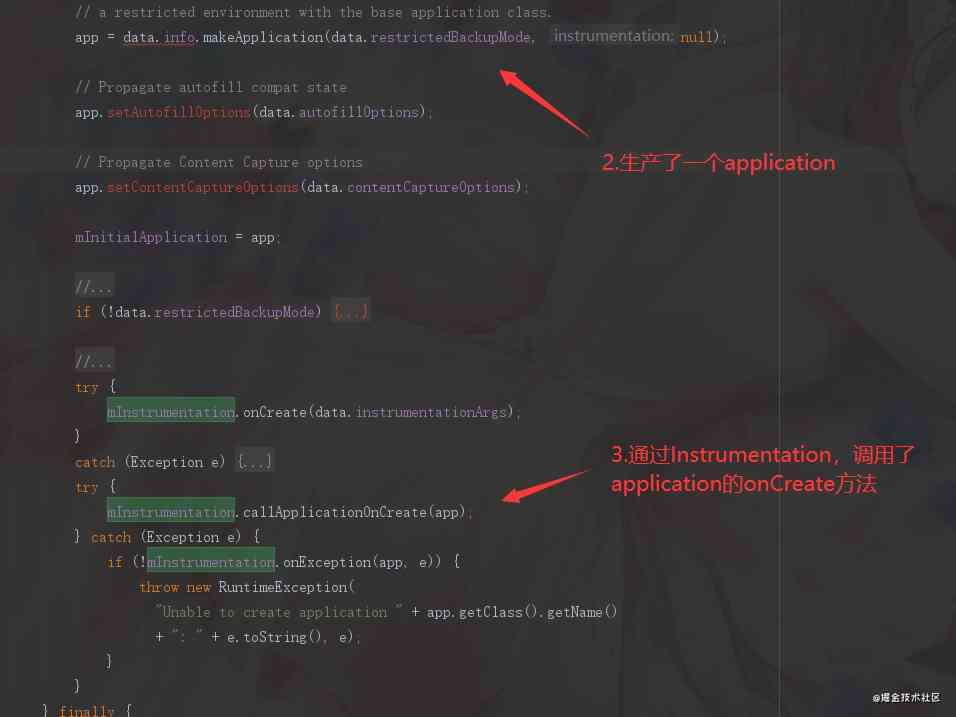 // a restricted environment with the base application class.
app = data.info.makeApplication(data.restrictedBackupMode, instrumentation: null);
// Propagate autofill compat state
app.setAutofillOptions(data.autofillOptions);
2.生产了一个application
// Propagate Content Capture options
app.setContentCaptureOptions(data.contentCaptureOptions);
mInitialApplication = app;
//...
if (!data.restrictedBackupMode) {...}
//...
try {
mInstrumentation.onCreate(data.instrumentationArgs);
}
catch (Exception e) {...}
3.通过Instrumentation，调用了
application的onCreate方法
try {
mInstrumentation.callApplicationOnCreate(app);
} catch (Exception e) {
if (!mInstrumentation.onException(app, e)) {
throw new RuntimeException(
"Unable to create application " + app.getClass().getName()
+ ": " + e.toString(), e);
}
}
} finally {
@掘金技术社区